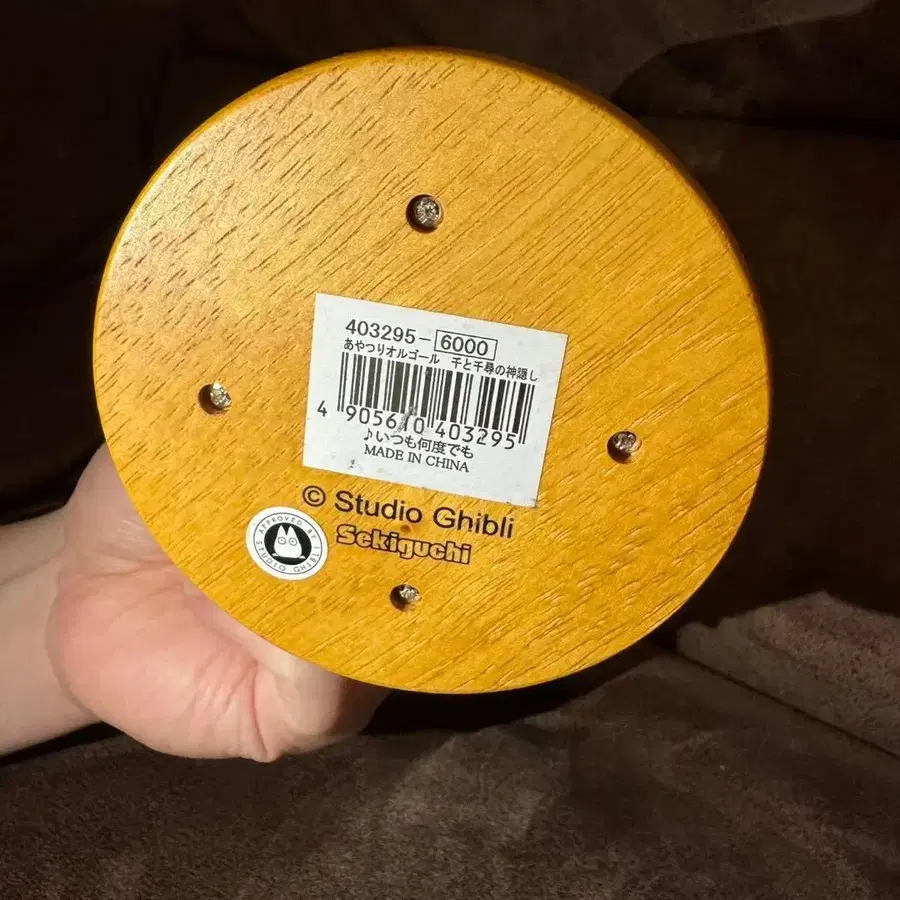 403295-6000
あやつりオルゴール 千と千尋の神隠し
4 905610 403295
♪いつも何度でも
MADE IN CHINA
© Studio Ghibli
Sekiguchi
APPROVED BY
STUDIO GHIBLI